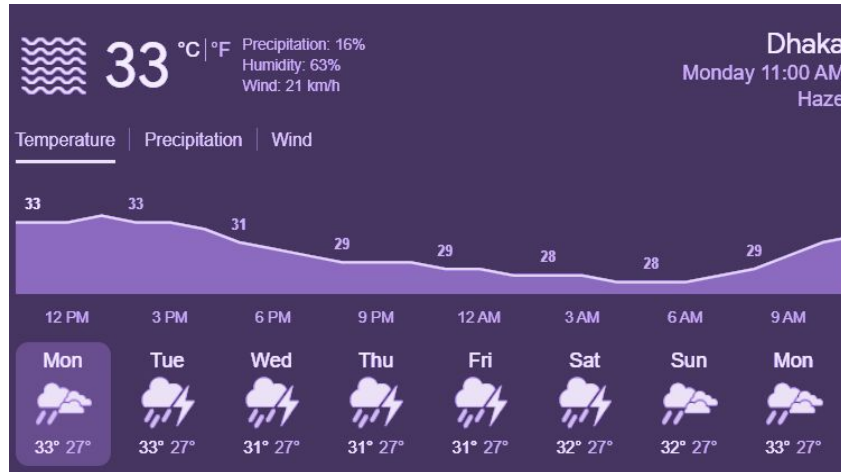 33 °C|°F
Precipitation: 16%
Humidity: 63%
Wind: 21 km/h
Dhaka
Monday 11:00 AM
Haze
Temperature | Precipitation | Wind
33 33 31 29 29 28 28 29
12 PM 3 PM 6 PM 9 PM 12 AM 3 AM 6 AM 9 AM
Mon Tue Wed Thu Fri Sat Sun Mon
33° 27° 33° 27° 31° 27° 31° 27° 31° 27° 32° 27° 32° 27° 33° 27°